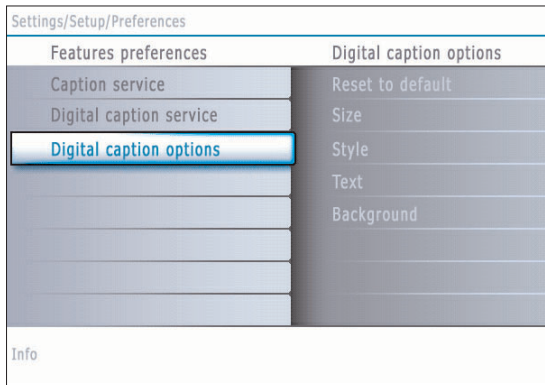 Settings/Setup/Preferences
Features preferences
Caption service
Digital caption service
Digital caption options
Digital caption options
Reset to default
Size
Style
Text
Background
Info